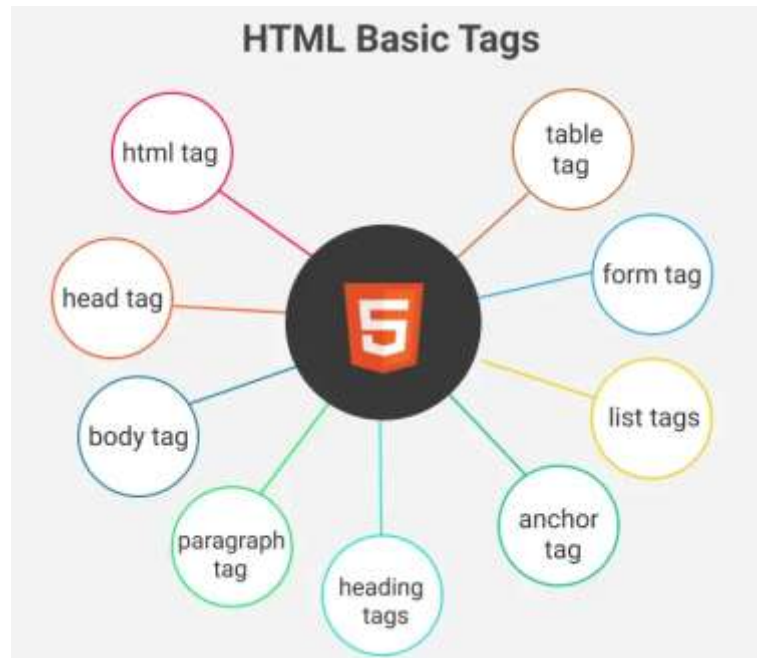 HTML Basic Tags
html tag
table
tag
head tag
form tag
body tag
list tags
paragraph
tag
anchor
tag
heading
tags
5